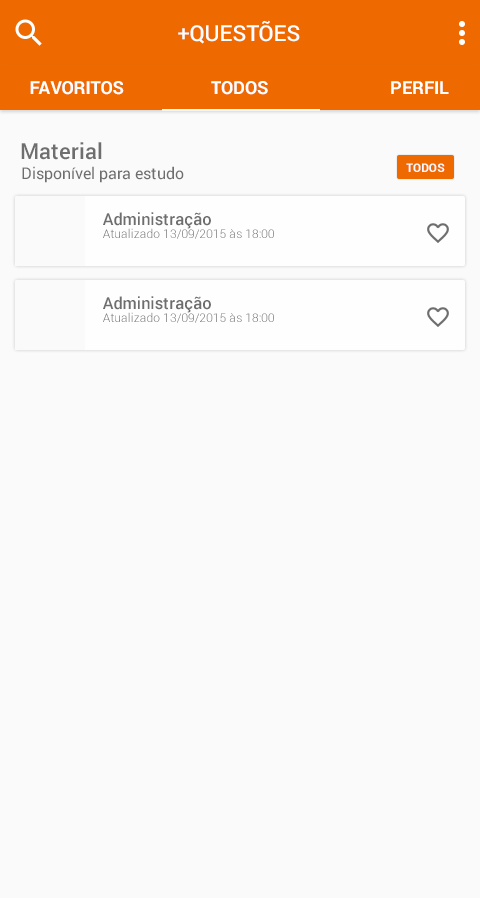 +QUESTÕES
FAVORITOS
TODOS
PERFIL
Material
Disponível para estudo
TODOS
Administração
Atualizado 13/09/2015 às 18:00
Administração
Atualizado 13/09/2015 às 18:00